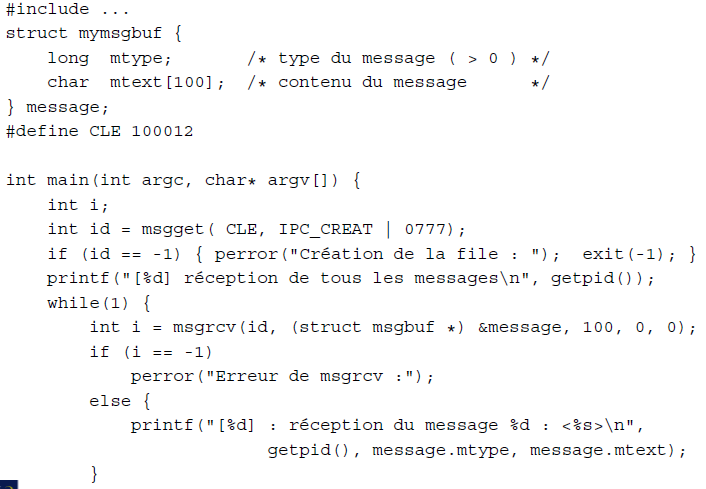 #include ...
struct mymsgbuf {
    long  mtype;       /* type du message ( > 0 ) */
    char  mtext[100];  /* contenu du message      */
} message;
#define CLE 100012

int main(int argc, char* argv[]) {
    int i;
    int id = msgget( CLE, IPC_CREAT | 0777);
    if (id == -1) { perror("Création de la file : ");  exit(-1); }
    printf("[%d] réception de tous les messages\n", getpid());
    while(1) {
        int i = msgrcv(id, (struct msgbuf *) &message, 100, 0, 0);
        if (i == -1)
            perror("Erreur de msgrcv :");
        else {
            printf("[%d] : réception du message %d : <%s>\n",
                         getpid(), message.mtype, message.mtext);
        }